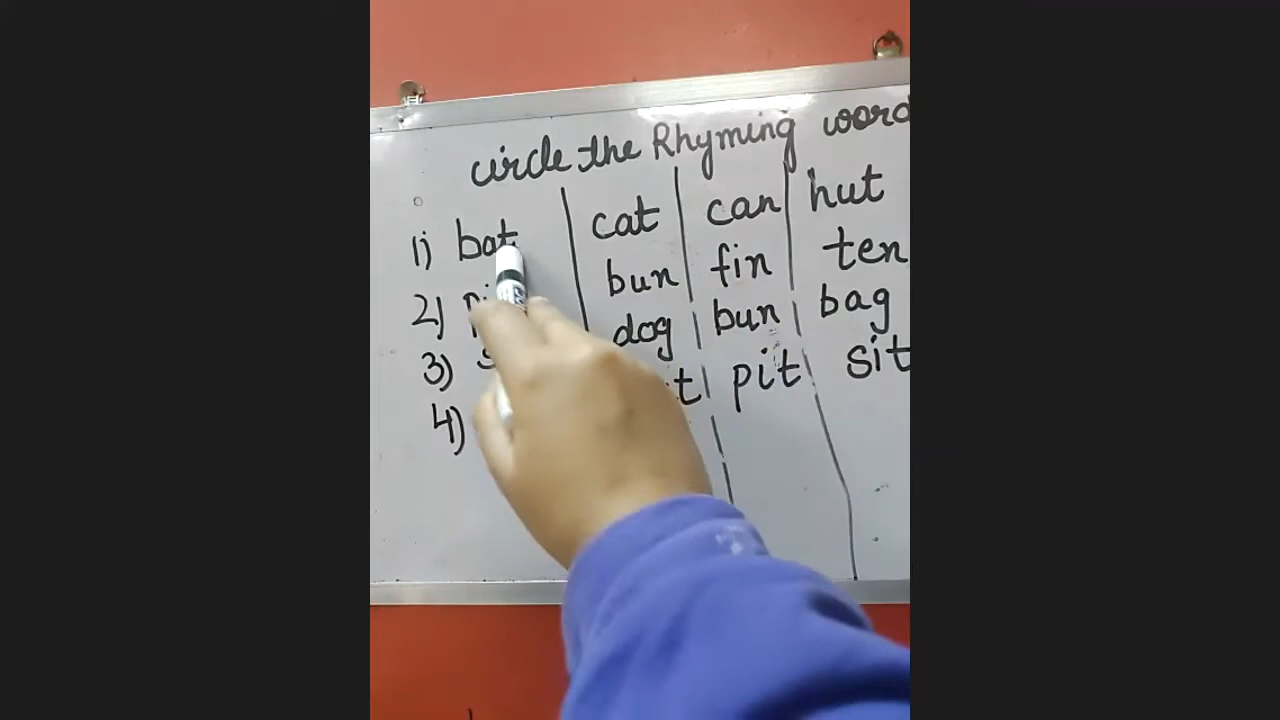 circle the Rhyming word
1) bat cat can hut
2) bun fin ten
3) dog bun bag
4) pit sit